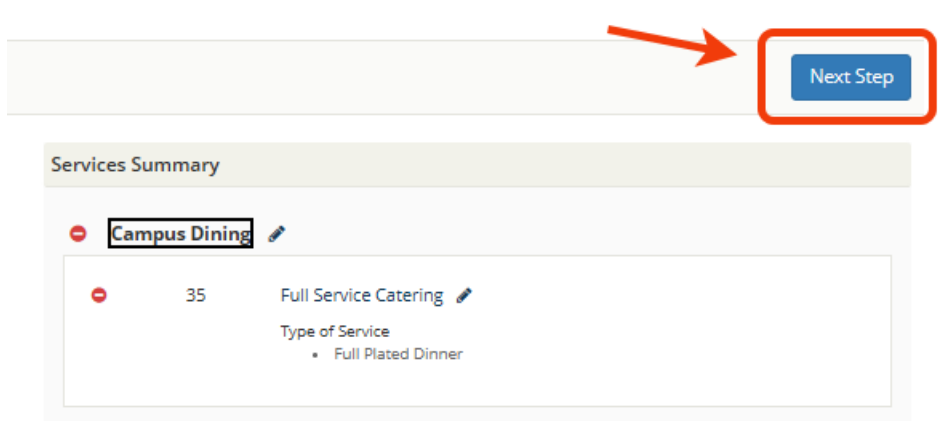 Next Step
Services Summary
Campus Dining
35 Full Service Catering
Type of Service
• Full Plated Dinner